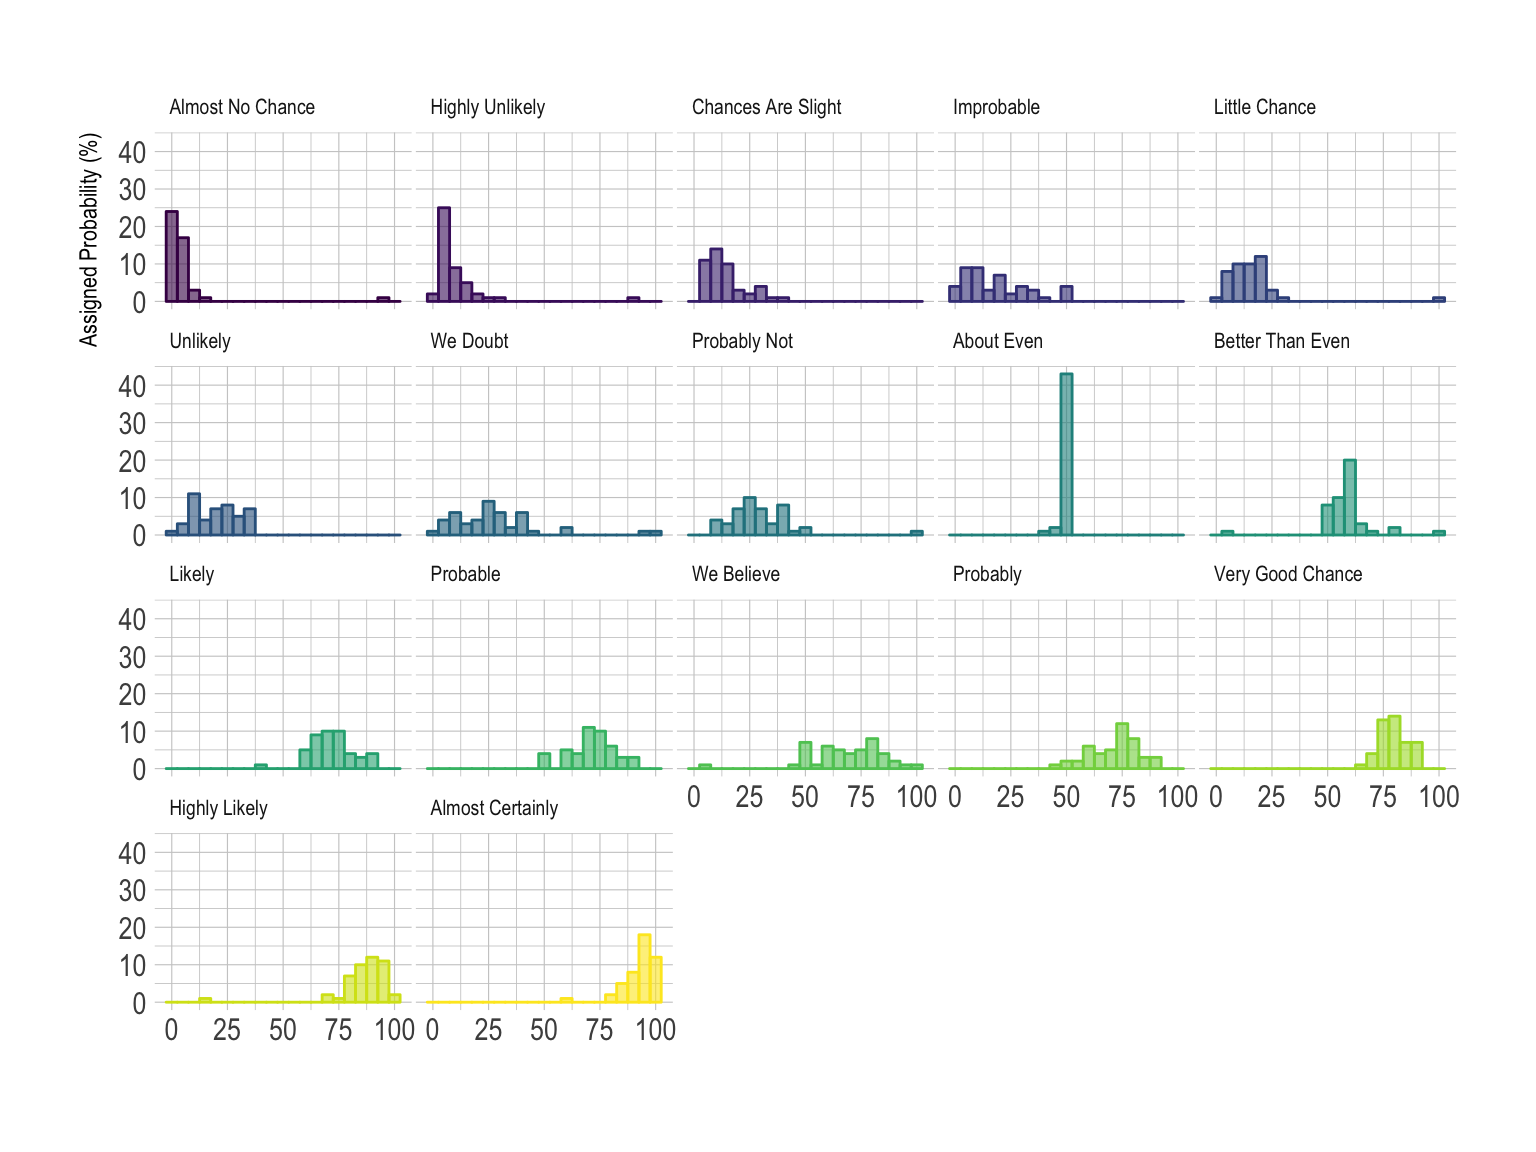 Almost No Chance Highly Unlikely Chances Are Slight Improbable Little Chance
Assigned Probability (%)
40
30
20
10
0
Unlikely We Doubt Probably Not About Even Better Than Even
40
30
20
10
0
Likely Probable We Believe Probably Very Good Chance
40
30
20
10
0
0 25 50 75 100 0 25 50 75 100 0 25 50 75 100
Highly Likely Almost Certainly
40
30
20
10
0
0 25 50 75 100 0 25 50 75 100